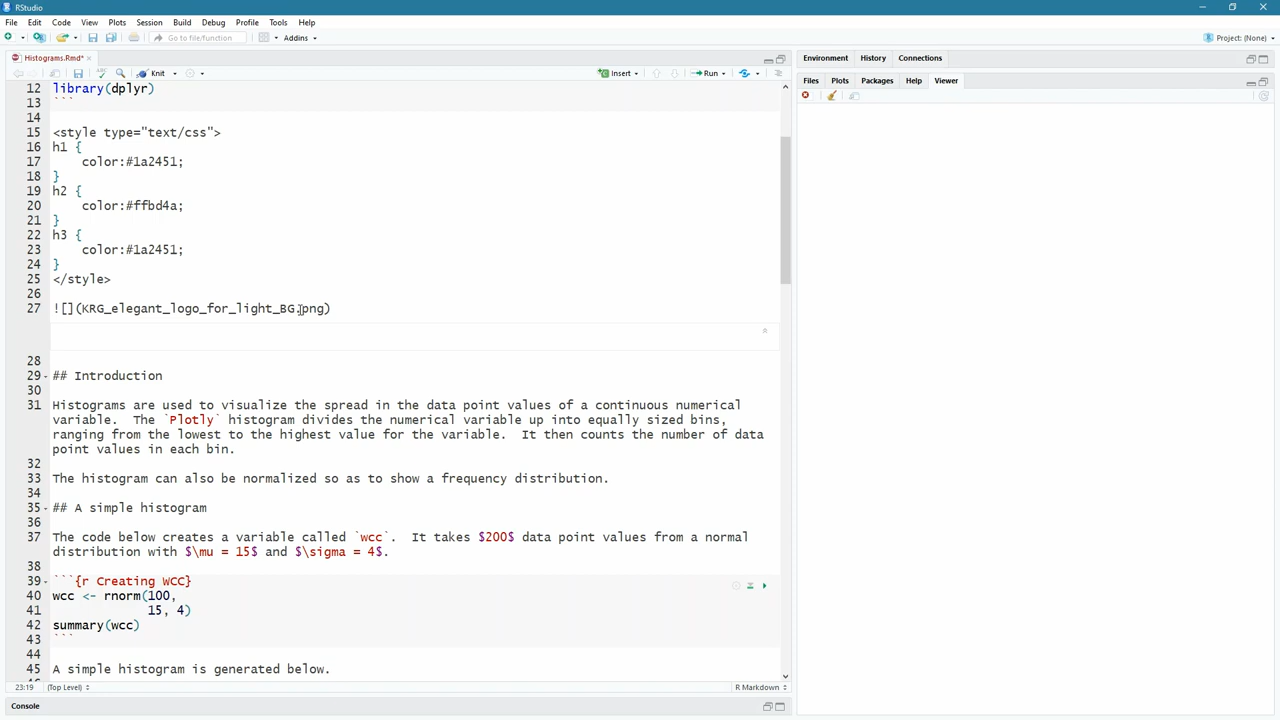 RStudio
File Edit Code View Plots Session Build Debug Profile Tools Help
Go to file/function Addins Project: (None)
Histograms.Rmd*
Knit Insert Run
12 library(dplyr)
13 ```
14
15 <style type="text/css">
16 h1 {
17     color:#1a2451;
18 }
19 h2 {
20     color:#ffbd4a;
21 }
22 h3 {
23     color:#1a2451;
24 }
25 </style>
26
27 ![](KRG_elegant_logo_for_light_BG.png)
28
29 ## Introduction
30
31 Histograms are used to visualize the spread in the data point values of a continuous numerical
variable.  The `Plotly` histogram divides the numerical variable up into equally sized bins,
ranging from the lowest to the highest value for the variable.  It then counts the number of data
point values in each bin.
32
33 The histogram can also be normalized so as to show a frequency distribution.
34
35 ## A simple histogram
36
37 The code below creates a variable called `wcc`.  It takes $200$ data point values from a normal
distribution with $\mu = 15$ and $\sigma = 4$.
38
39 ```{r Creating WCC}
40 wcc <- rnorm(100,
41              15, 4)
42 summary(wcc)
43 ```
44
45 A simple histogram is generated below.
23:19 (Top Level) R Markdown
Console
Environment History Connections
Files Plots Packages Help Viewer